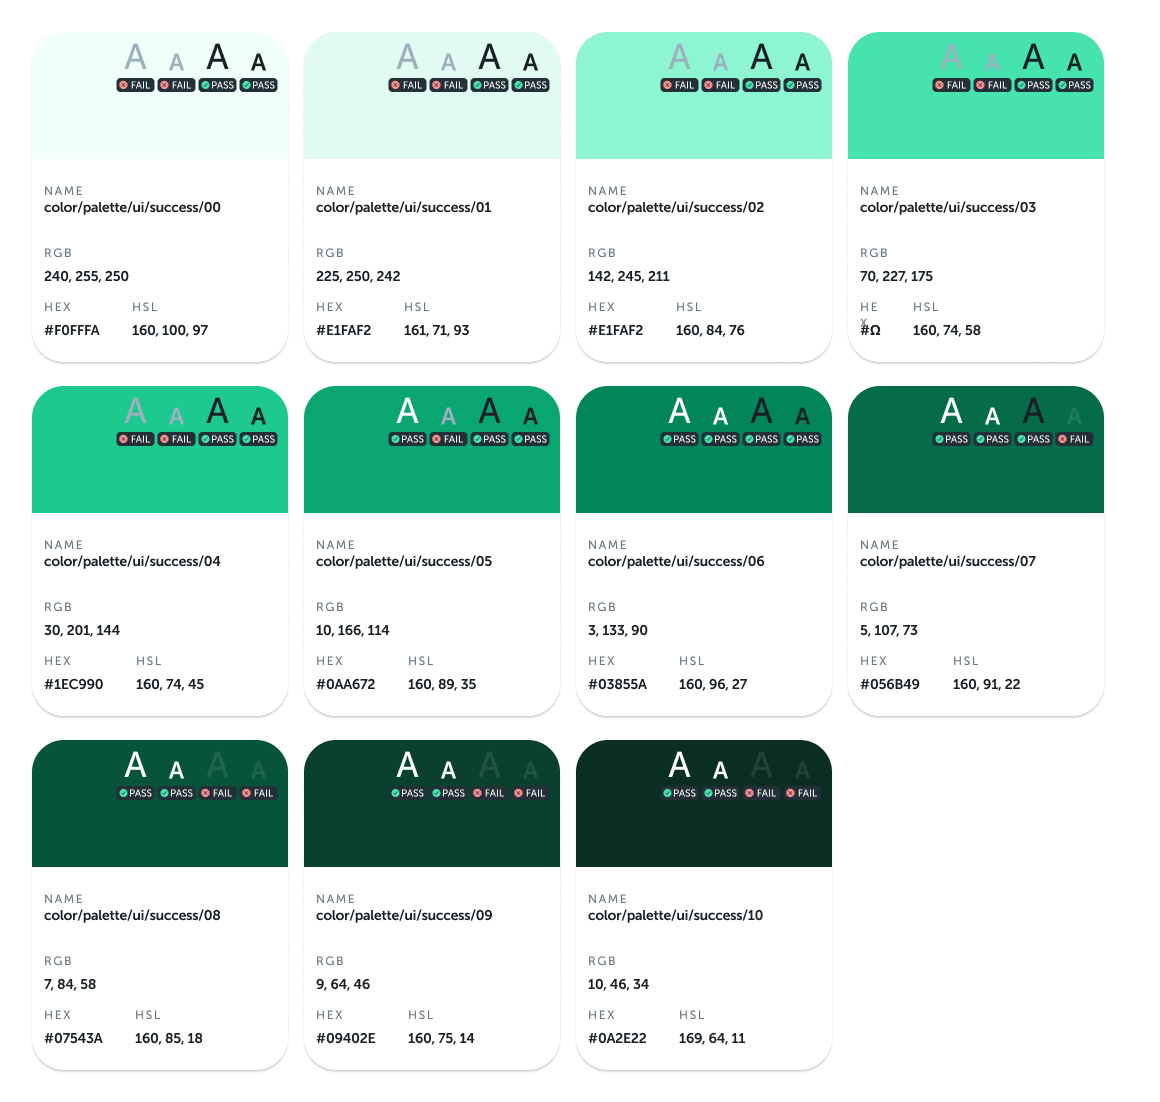 A A A A
FAIL FAIL PASS PASS
NAME
color/palette/ui/success/00
RGB
240, 255, 250
HEX HSL
#F0FFFA 160, 100, 97
A A A A
FAIL FAIL PASS PASS
NAME
color/palette/ui/success/01
RGB
225, 250, 242
HEX HSL
#E1FAF2 161, 71, 93
A A A A
FAIL FAIL PASS PASS
NAME
color/palette/ui/success/02
RGB
142, 245, 211
HEX HSL
#E1FAF2 160, 84, 76
A A A A
FAIL FAIL PASS PASS
NAME
color/palette/ui/success/03
RGB
70, 227, 175
HEX HSL
#Ω 160, 74, 58
A A A A
FAIL FAIL PASS PASS
NAME
color/palette/ui/success/04
RGB
30, 201, 144
HEX HSL
#1EC990 160, 74, 45
A A A A
PASS FAIL PASS PASS
NAME
color/palette/ui/success/05
RGB
10, 166, 114
HEX HSL
#0AA672 160, 89, 35
A A A A
PASS PASS PASS PASS
NAME
color/palette/ui/success/06
RGB
3, 133, 90
HEX HSL
#03855A 160, 96, 27
A A A A
PASS PASS PASS FAIL
NAME
color/palette/ui/success/07
RGB
5, 107, 73
HEX HSL
#056B49 160, 91, 22
A A A A
PASS PASS FAIL FAIL
NAME
color/palette/ui/success/08
RGB
7, 84, 58
HEX HSL
#07543A 160, 85, 18
A A A A
PASS PASS FAIL FAIL
NAME
color/palette/ui/success/09
RGB
9, 64, 46
HEX HSL
#09402E 160, 75, 14
A A A A
PASS PASS FAIL FAIL
NAME
color/palette/ui/success/10
RGB
10, 46, 34
HEX HSL
#0A2E22 169, 64, 11